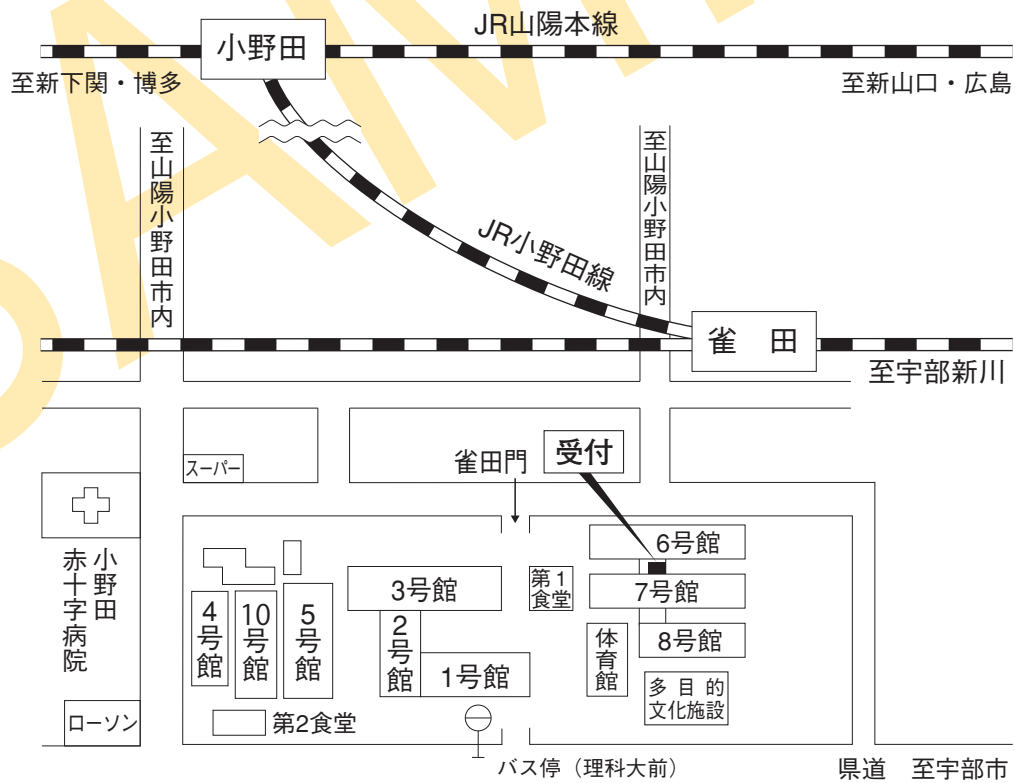 JR山陽本線
小野田
至新下関・博多
至新山口・広島
至山陽小野田市内
至山陽小野田市内
JR小野田線
雀　田
至宇部新川
スーパー
雀田門
受付
小野田
赤十字病院
ローソン
6号館
7号館
8号館
第1
食堂
3号館
2号館
1号館
4号館
10号館
5号館
体育館
多目的
文化施設
第2食堂
バス停（理科大前）
県道　至宇部市
SAM